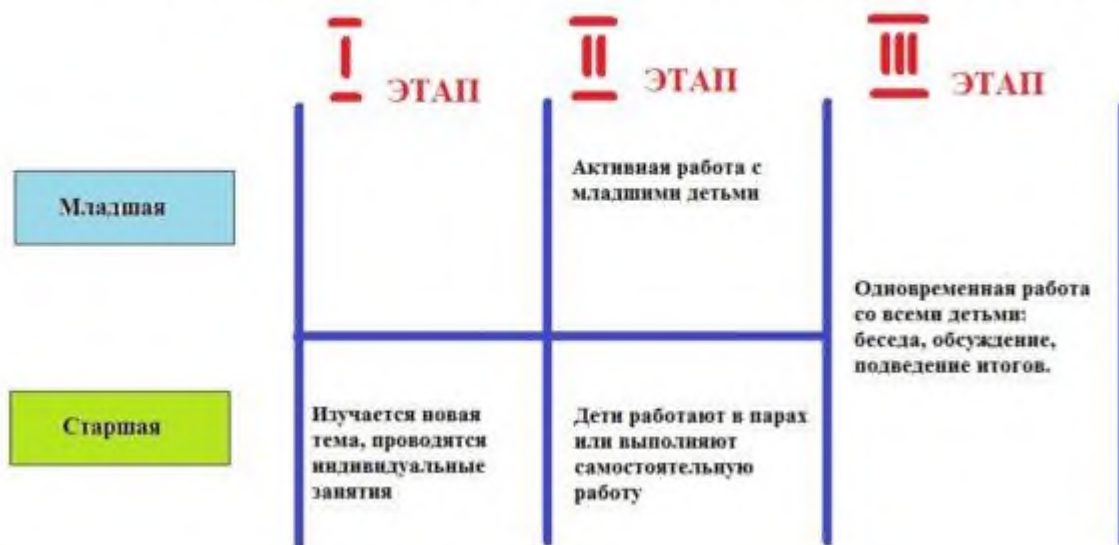 I ЭТАП
II ЭТАП
III ЭТАП
Младшая
Активная работа с
младшими детьми
Одновременная работа
со всеми детьми:
беседа, обсуждение,
подведение итогов.
Старшая
Изучается новая
тема, проводятся
индивидуальные
занятия
Дети работают в парах
или выполняют
самостоятельную
работу